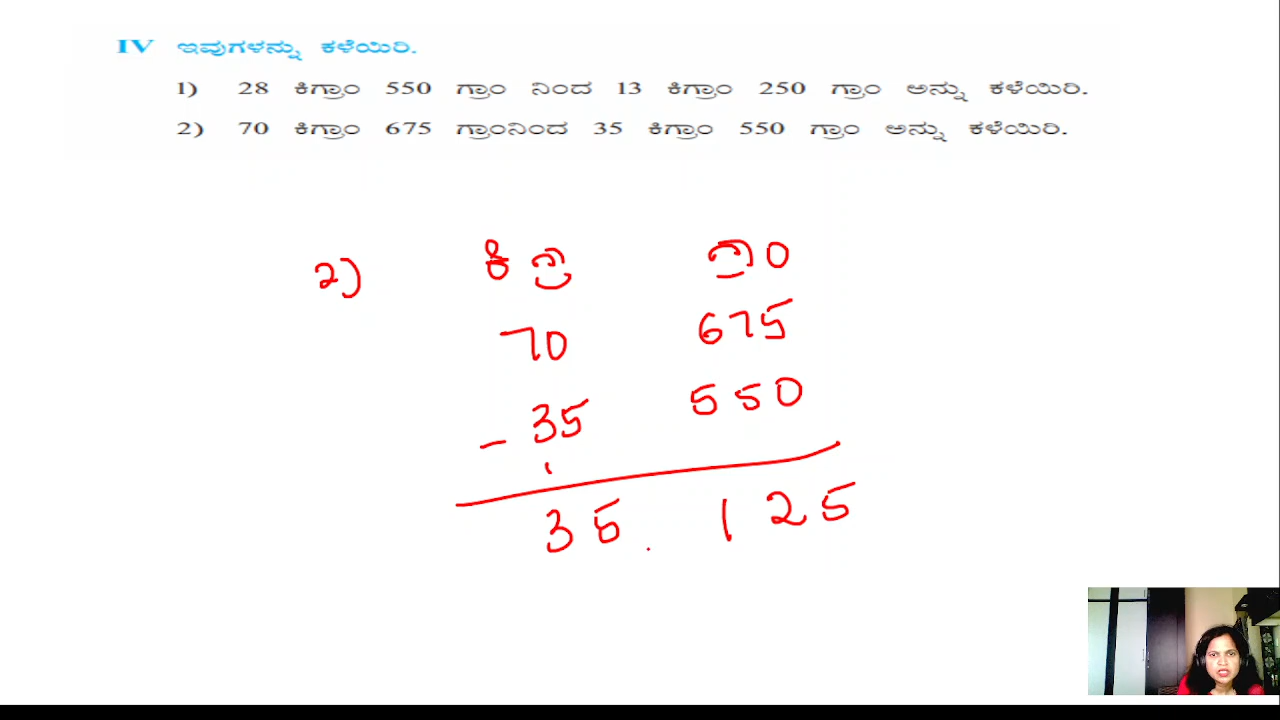 IV ಇವುಗಳನ್ನು ಕಳೆಯಿರಿ.
1) 28 ಕಿಗ್ರಾಂ 550 ಗ್ರಾಂ ನಿಂದ 13 ಕಿಗ್ರಾಂ 250 ಗ್ರಾಂ ಅನ್ನು ಕಳೆಯಿರಿ.
2) 70 ಕಿಗ್ರಾಂ 675 ಗ್ರಾಂನಿಂದ 35 ಕಿಗ್ರಾಂ 550 ಗ್ರಾಂ ಅನ್ನು ಕಳೆಯಿರಿ.
2) ಕಿಗ್ರಾ ಗ್ರಾಂ
70 675
- 35 550
35 125